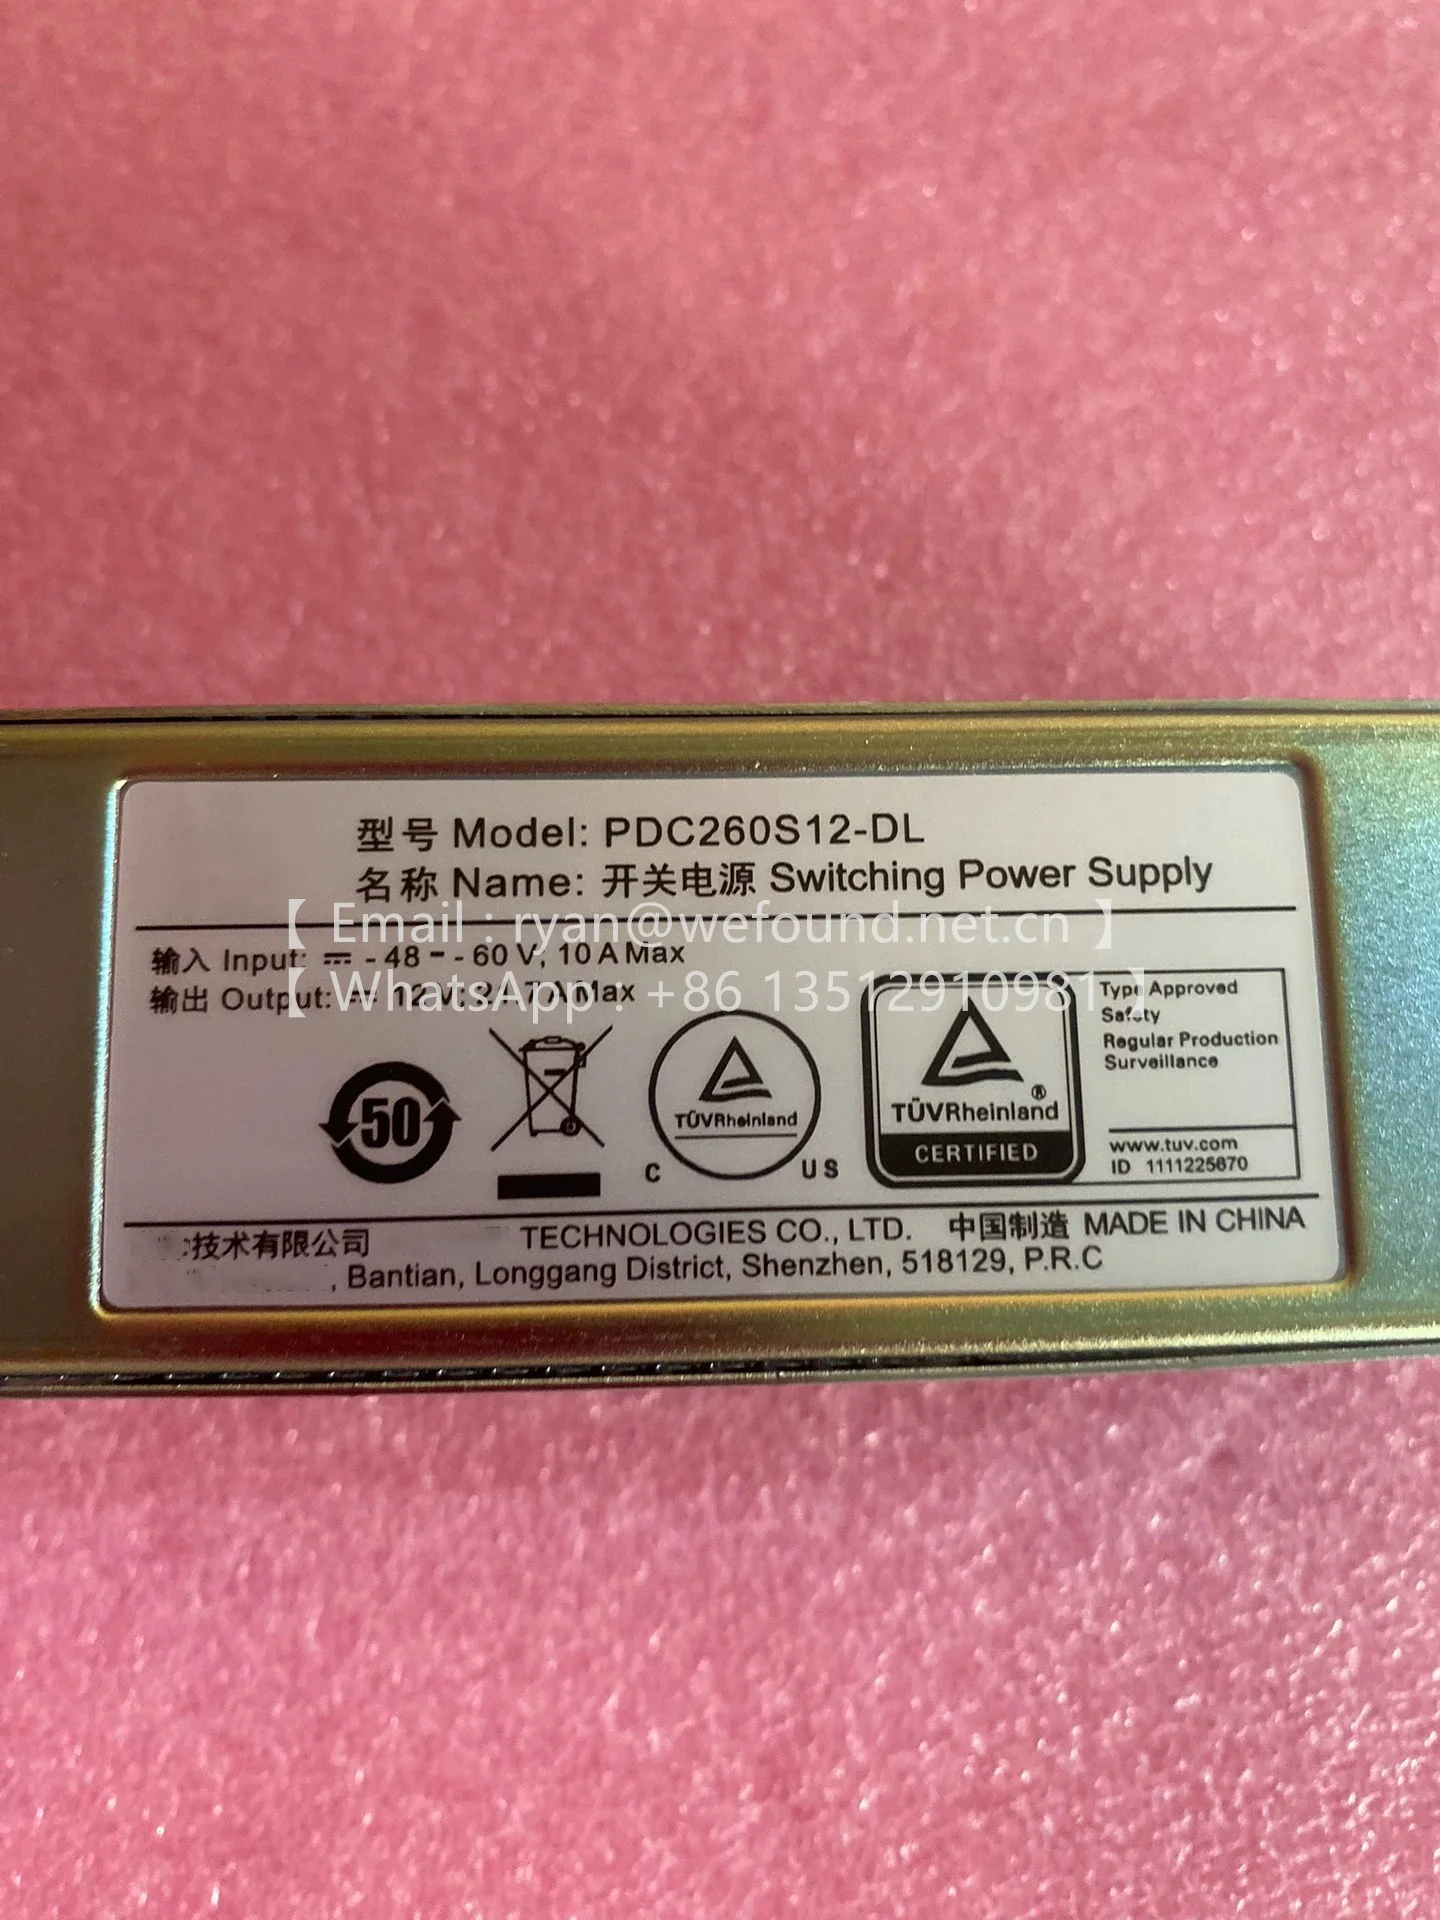 型号 Model: PDC260S12-DL
名称 Name: 开关电源 Switching Power Supply
【 Email : ryan@wefound.net.cn 】
输入 Input: ⎓ - 48 - - 60 V, 10 A Max
【 WhatsApp : +86 13512910981 】
输出 Output: ⎓ 12 V; A Max
Type Approved
Safety
Regular Production
Surveillance
50
TÜVRheinland
C US
TÜVRheinland®
CERTIFIED
www.tuv.com
ID 1111225870
技术有限公司 TECHNOLOGIES CO., LTD. 中国制造 MADE IN CHINA
, Bantian, Longgang District, Shenzhen, 518129, P.R.C